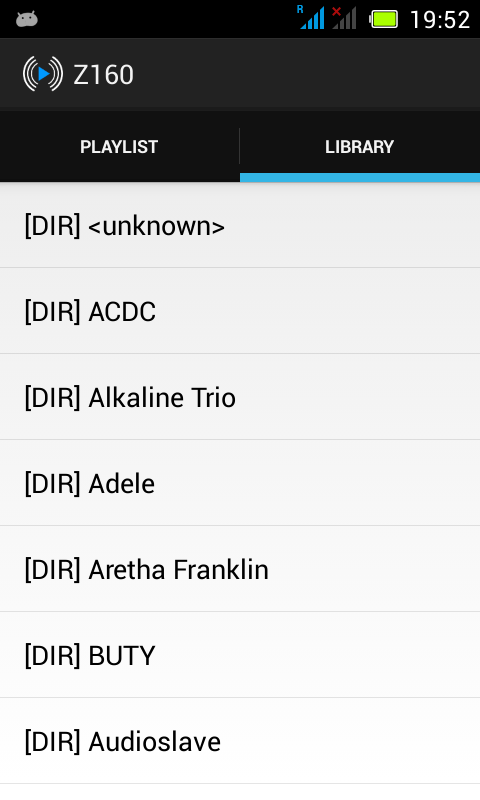 R
19:52
Z160
PLAYLIST
LIBRARY
[DIR] <unknown>
[DIR] ACDC
[DIR] Alkaline Trio
[DIR] Adele
[DIR] Aretha Franklin
[DIR] BUTY
[DIR] Audioslave